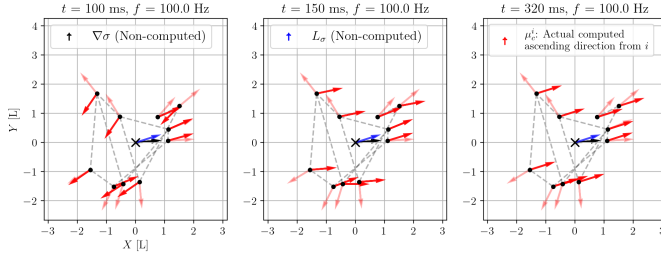 t = 100 ms, f = 100.0 Hz
t = 150 ms, f = 100.0 Hz
t = 320 ms, f = 100.0 Hz
∇σ (Non-computed)
L_σ (Non-computed)
μ_c^i: Actual computed
ascending direction from i
Y [L]
4
3
2
1
0
−1
−2
−3 −2 −1 0 1 2 3
−3 −2 −1 0 1 2 3
−3 −2 −1 0 1 2 3
X [L]